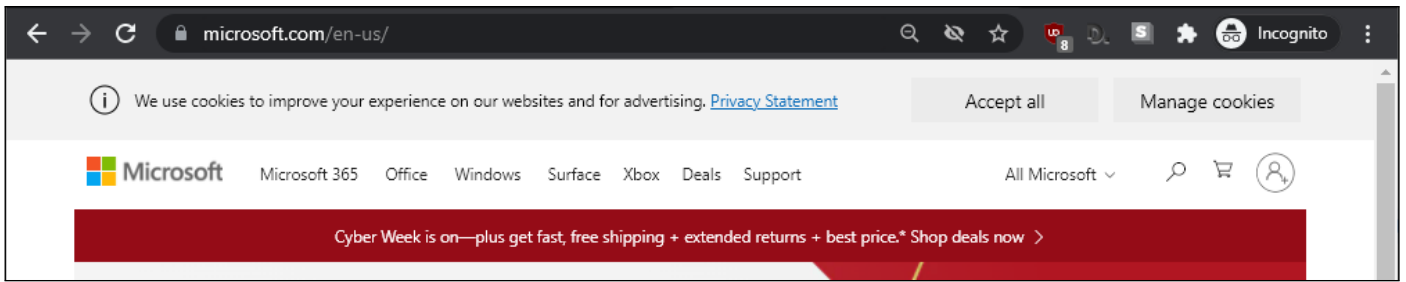 microsoft.com/en-us/
UD
8
S
Incognito
We use cookies to improve your experience on our websites and for advertising. Privacy Statement
Accept all
Manage cookies
Microsoft
Microsoft 365 Office Windows Surface Xbox Deals Support
All Microsoft
Cyber Week is on—plus get fast, free shipping + extended returns + best price.* Shop deals now